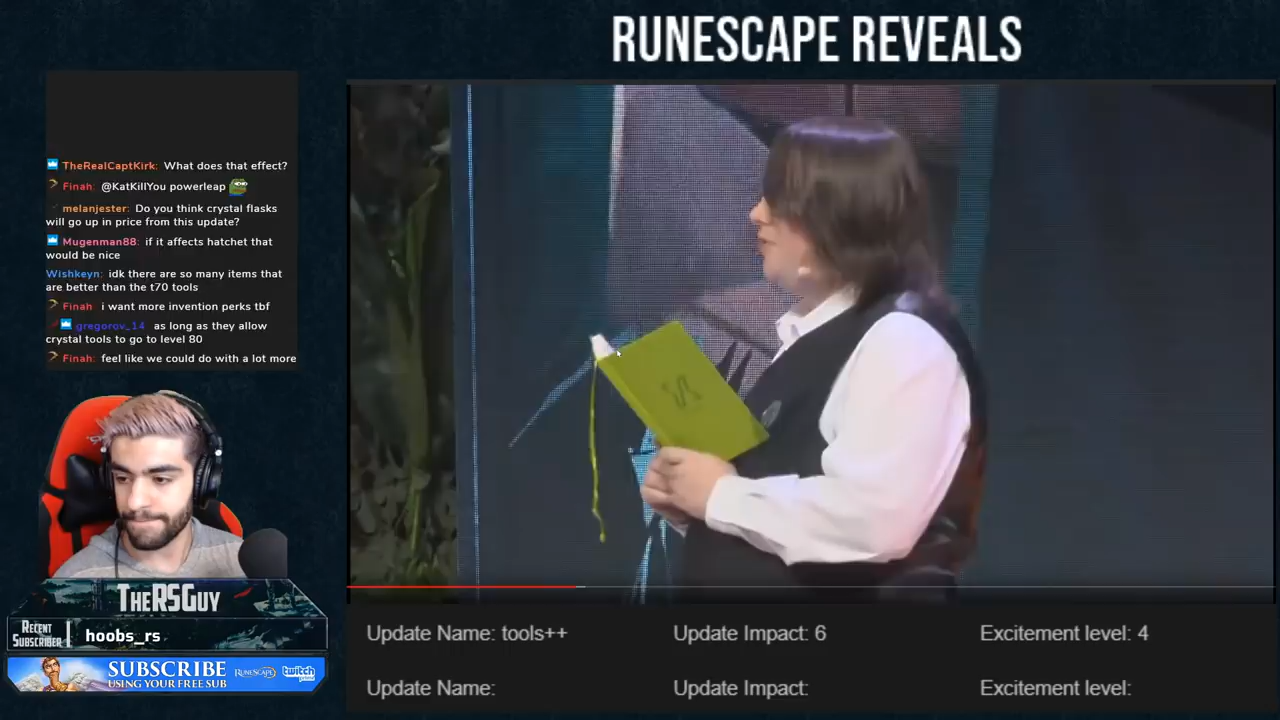 RUNESCAPE REVEALS
TheRealCaptKirk: What does that effect?
Finah: @KatKillYou powerleap
melanjester: Do you think crystal flasks
will go up in price from this update?
Mugenman88: if it affects hatchet that
would be nice
Wishkeyn: idk there are so many items that
are better than the t70 tools
Finah: i want more invention perks tbf
gregorov_14 as long as they allow
crystal tools to go to level 80
Finah: feel like we could do with a lot more
THERSGUY
RECENT
SUBSCRIBER
hoobs_rs
SUBSCRIBE
USING YOUR FREE SUB
RUNESCAPE
twitch
prime
Update Name: tools++ Update Impact: 6 Excitement level: 4
Update Name: Update Impact: Excitement level: